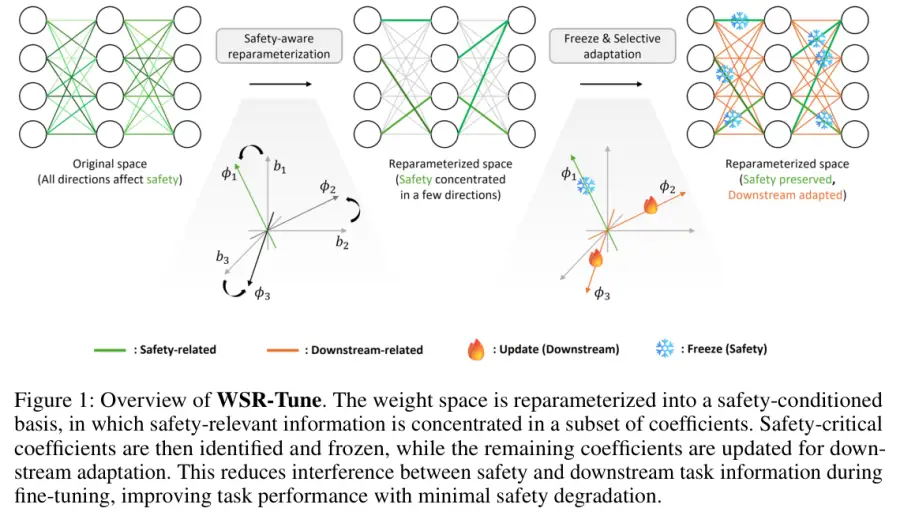 Safety-aware
reparameterization
Freeze & Selective
adaptation
Original space
(All directions affect safety)
Reparameterized space
(Safety concentrated
in a few directions)
Reparameterized space
(Safety preserved,
Downstream adapted)
ϕ1
b1
ϕ2
b2
b3
ϕ3
ϕ1
ϕ2
ϕ3
: Safety-related
: Downstream-related
: Update (Downstream)
: Freeze (Safety)
Figure 1: Overview of WSR-Tune. The weight space is reparameterized into a safety-conditioned
basis, in which safety-relevant information is concentrated in a subset of coefficients. Safety-critical
coefficients are then identified and frozen, while the remaining coefficients are updated for down-
stream adaptation. This reduces interference between safety and downstream task information during
fine-tuning, improving task performance with minimal safety degradation.